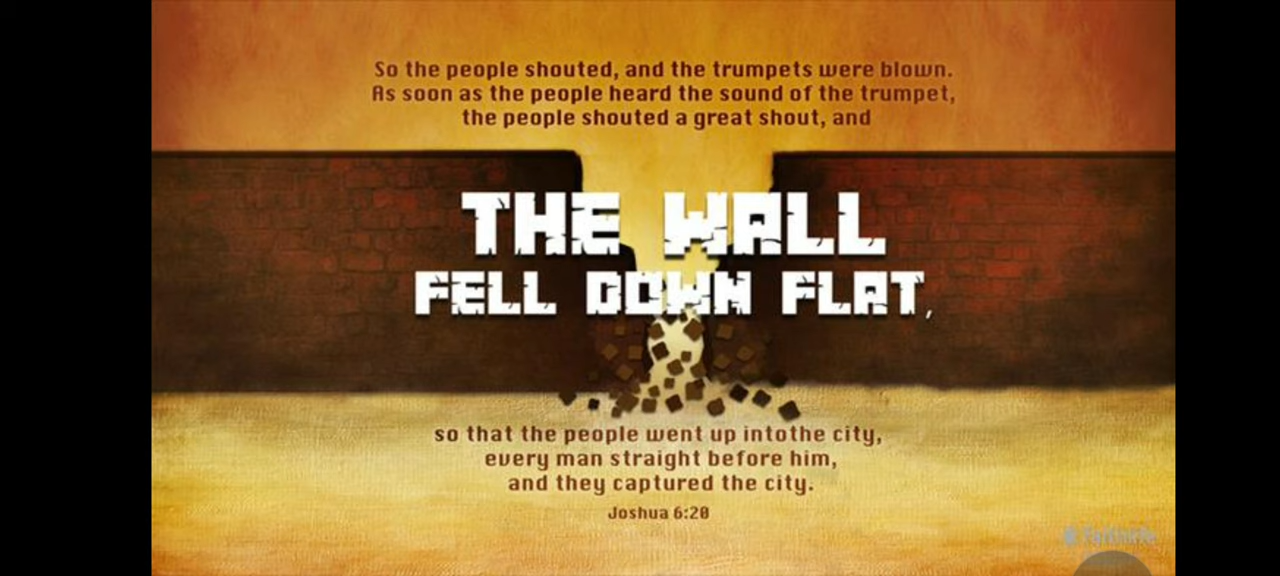 So the people shouted, and the trumpets were blown.
As soon as the people heard the sound of the trumpet,
the people shouted a great shout, and
THE WALL
FELL DOWN FLAT,
so that the people went up intothe city,
every man straight before him,
and they captured the city.
Joshua 6:20
Faithlife